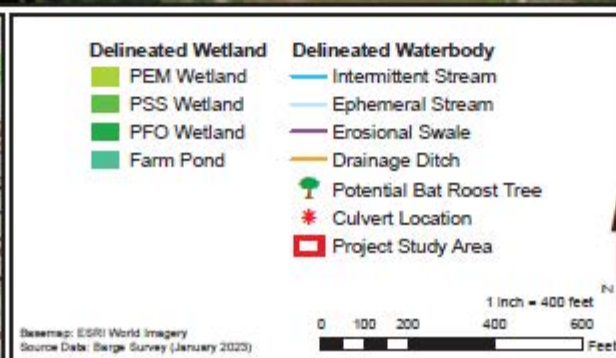 Delineated Wetland
PEM Wetland
PSS Wetland
PFO Wetland
Farm Pond
Delineated Waterbody
Intermittent Stream
Ephemeral Stream
Erosional Swale
Drainage Ditch
Potential Bat Roost Tree
Culvert Location
Project Study Area
N
1 inch = 400 feet
0 100 200 400 600
Feet
Basemap: ESRI World Imagery
Source Data: Barge Survey (January 2023)